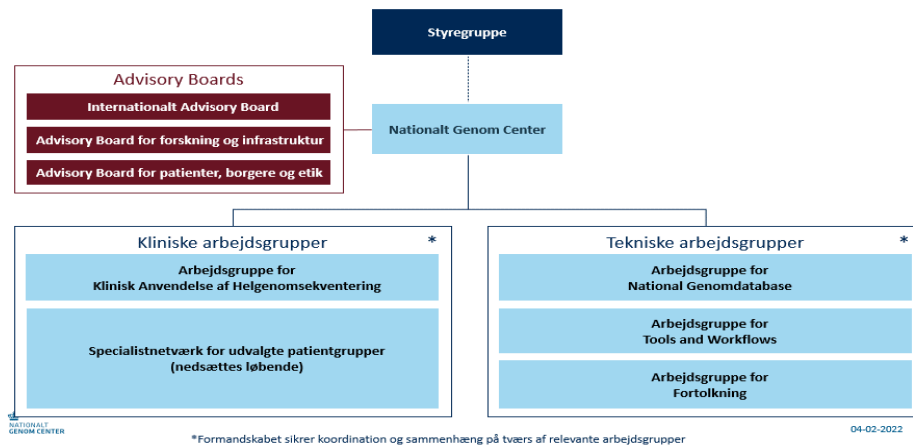 Styregruppe
Advisory Boards
Internationalt Advisory Board
Advisory Board for forskning og infrastruktur
Advisory Board for patienter, borgere og etik
Nationalt Genom Center
Kliniske arbejdsgrupper *
Arbejdsgruppe for
Klinisk Anvendelse af Helgenomsekventering
Specialistnetværk for udvalgte patientgrupper
(nedsættes løbende)
Tekniske arbejdsgrupper *
Arbejdsgruppe for
National Genomdatabase
Arbejdsgruppe for
Tools and Workflows
Arbejdsgruppe for
Fortolkning
NATIONALT
GENOM CENTER
*Formandskabet sikrer koordination og sammenhæng på tværs af relevante arbejdsgrupper
04-02-2022